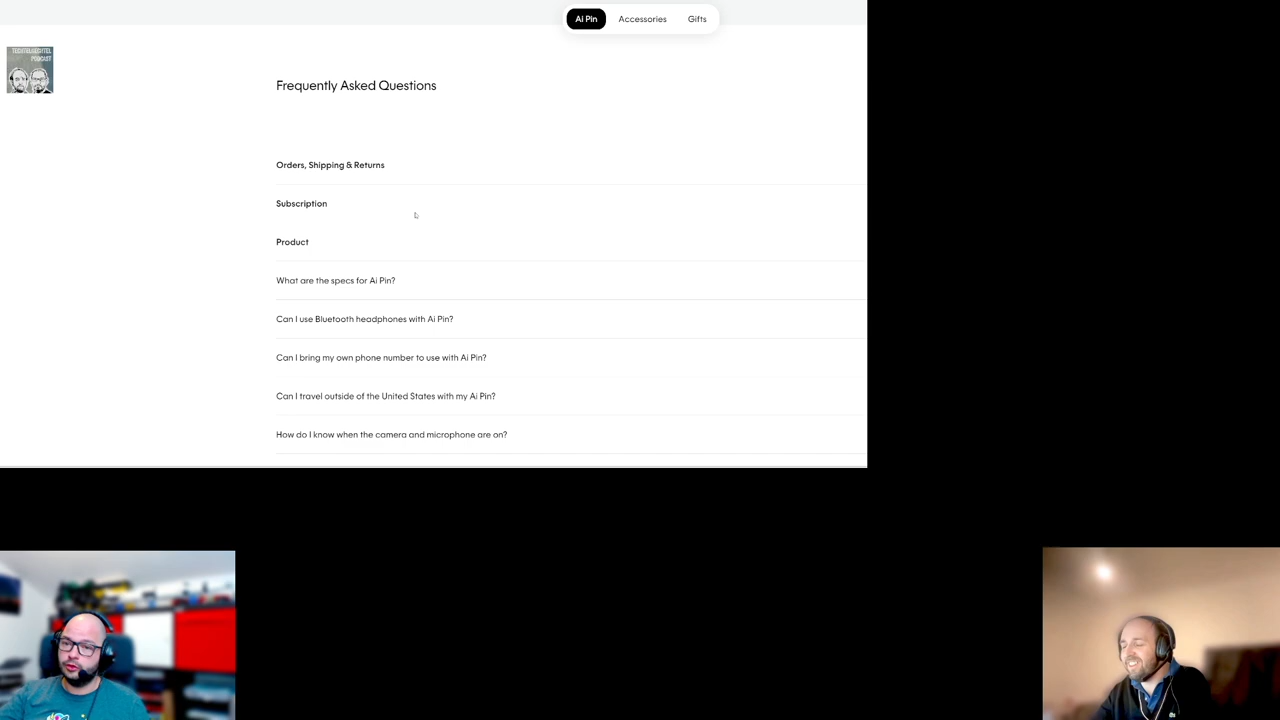 Ai Pin
Accessories
Gifts
TECHTELMECHTEL
PODCAST
Frequently Asked Questions
Orders, Shipping & Returns
Subscription
Product
What are the specs for Ai Pin?
Can I use Bluetooth headphones with Ai Pin?
Can I bring my own phone number to use with Ai Pin?
Can I travel outside of the United States with my Ai Pin?
How do I know when the camera and microphone are on?